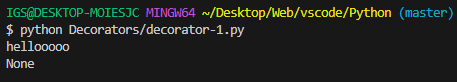 IGS@DESKTOP-MOIESJC MINGW64 ~/Desktop/Web/vscode/Python (master)
$ python Decorators/decorator-1.py
hellooooo
None